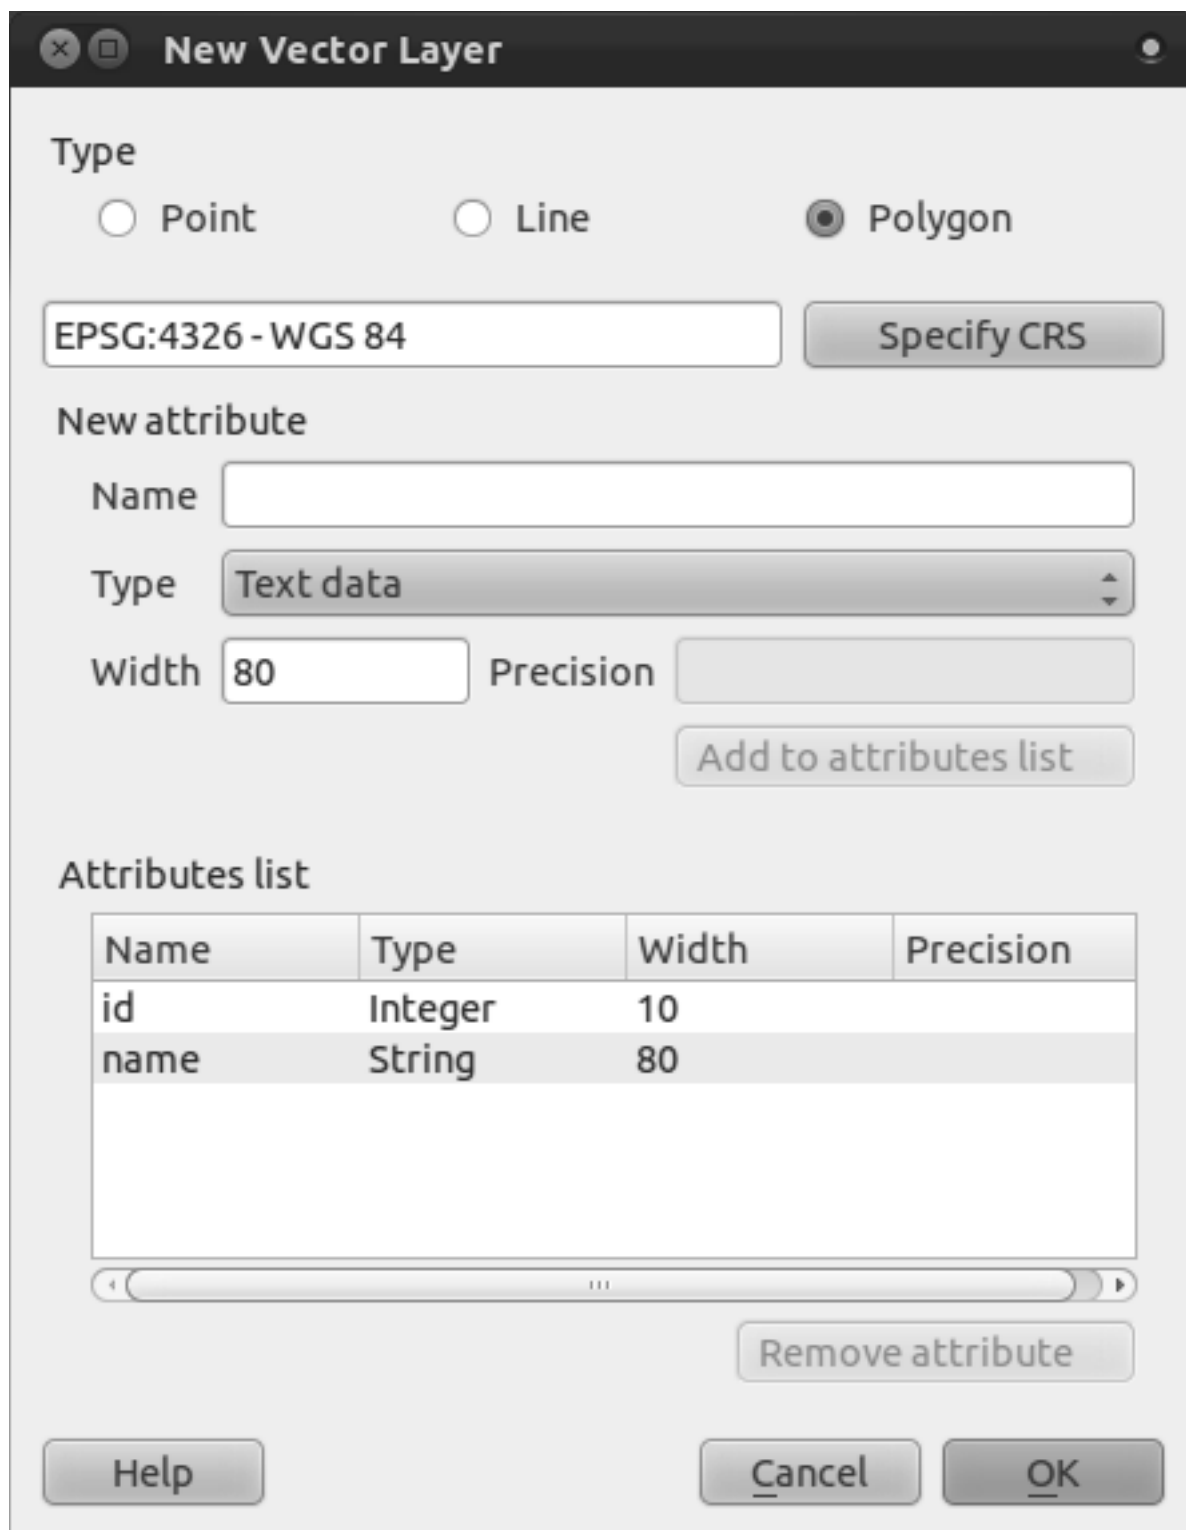 New Vector Layer
Type
Point Line Polygon
EPSG:4326 - WGS 84 Specify CRS
New attribute
Name
Type Text data
Width 80 Precision
Add to attributes list
Attributes list
Name Type Width Precision
id Integer 10
name String 80
Remove attribute
Help Cancel OK